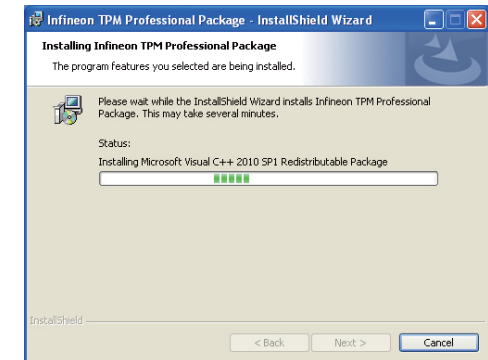 Infineon TPM Professional Package - InstallShield Wizard
Installing Infineon TPM Professional Package
The program features you selected are being installed.
Please wait while the InstallShield Wizard installs Infineon TPM Professional
Package. This may take several minutes.
Status:
Installing Microsoft Visual C++ 2010 SP1 Redistributable Package
InstallShield
< Back
Next >
Cancel